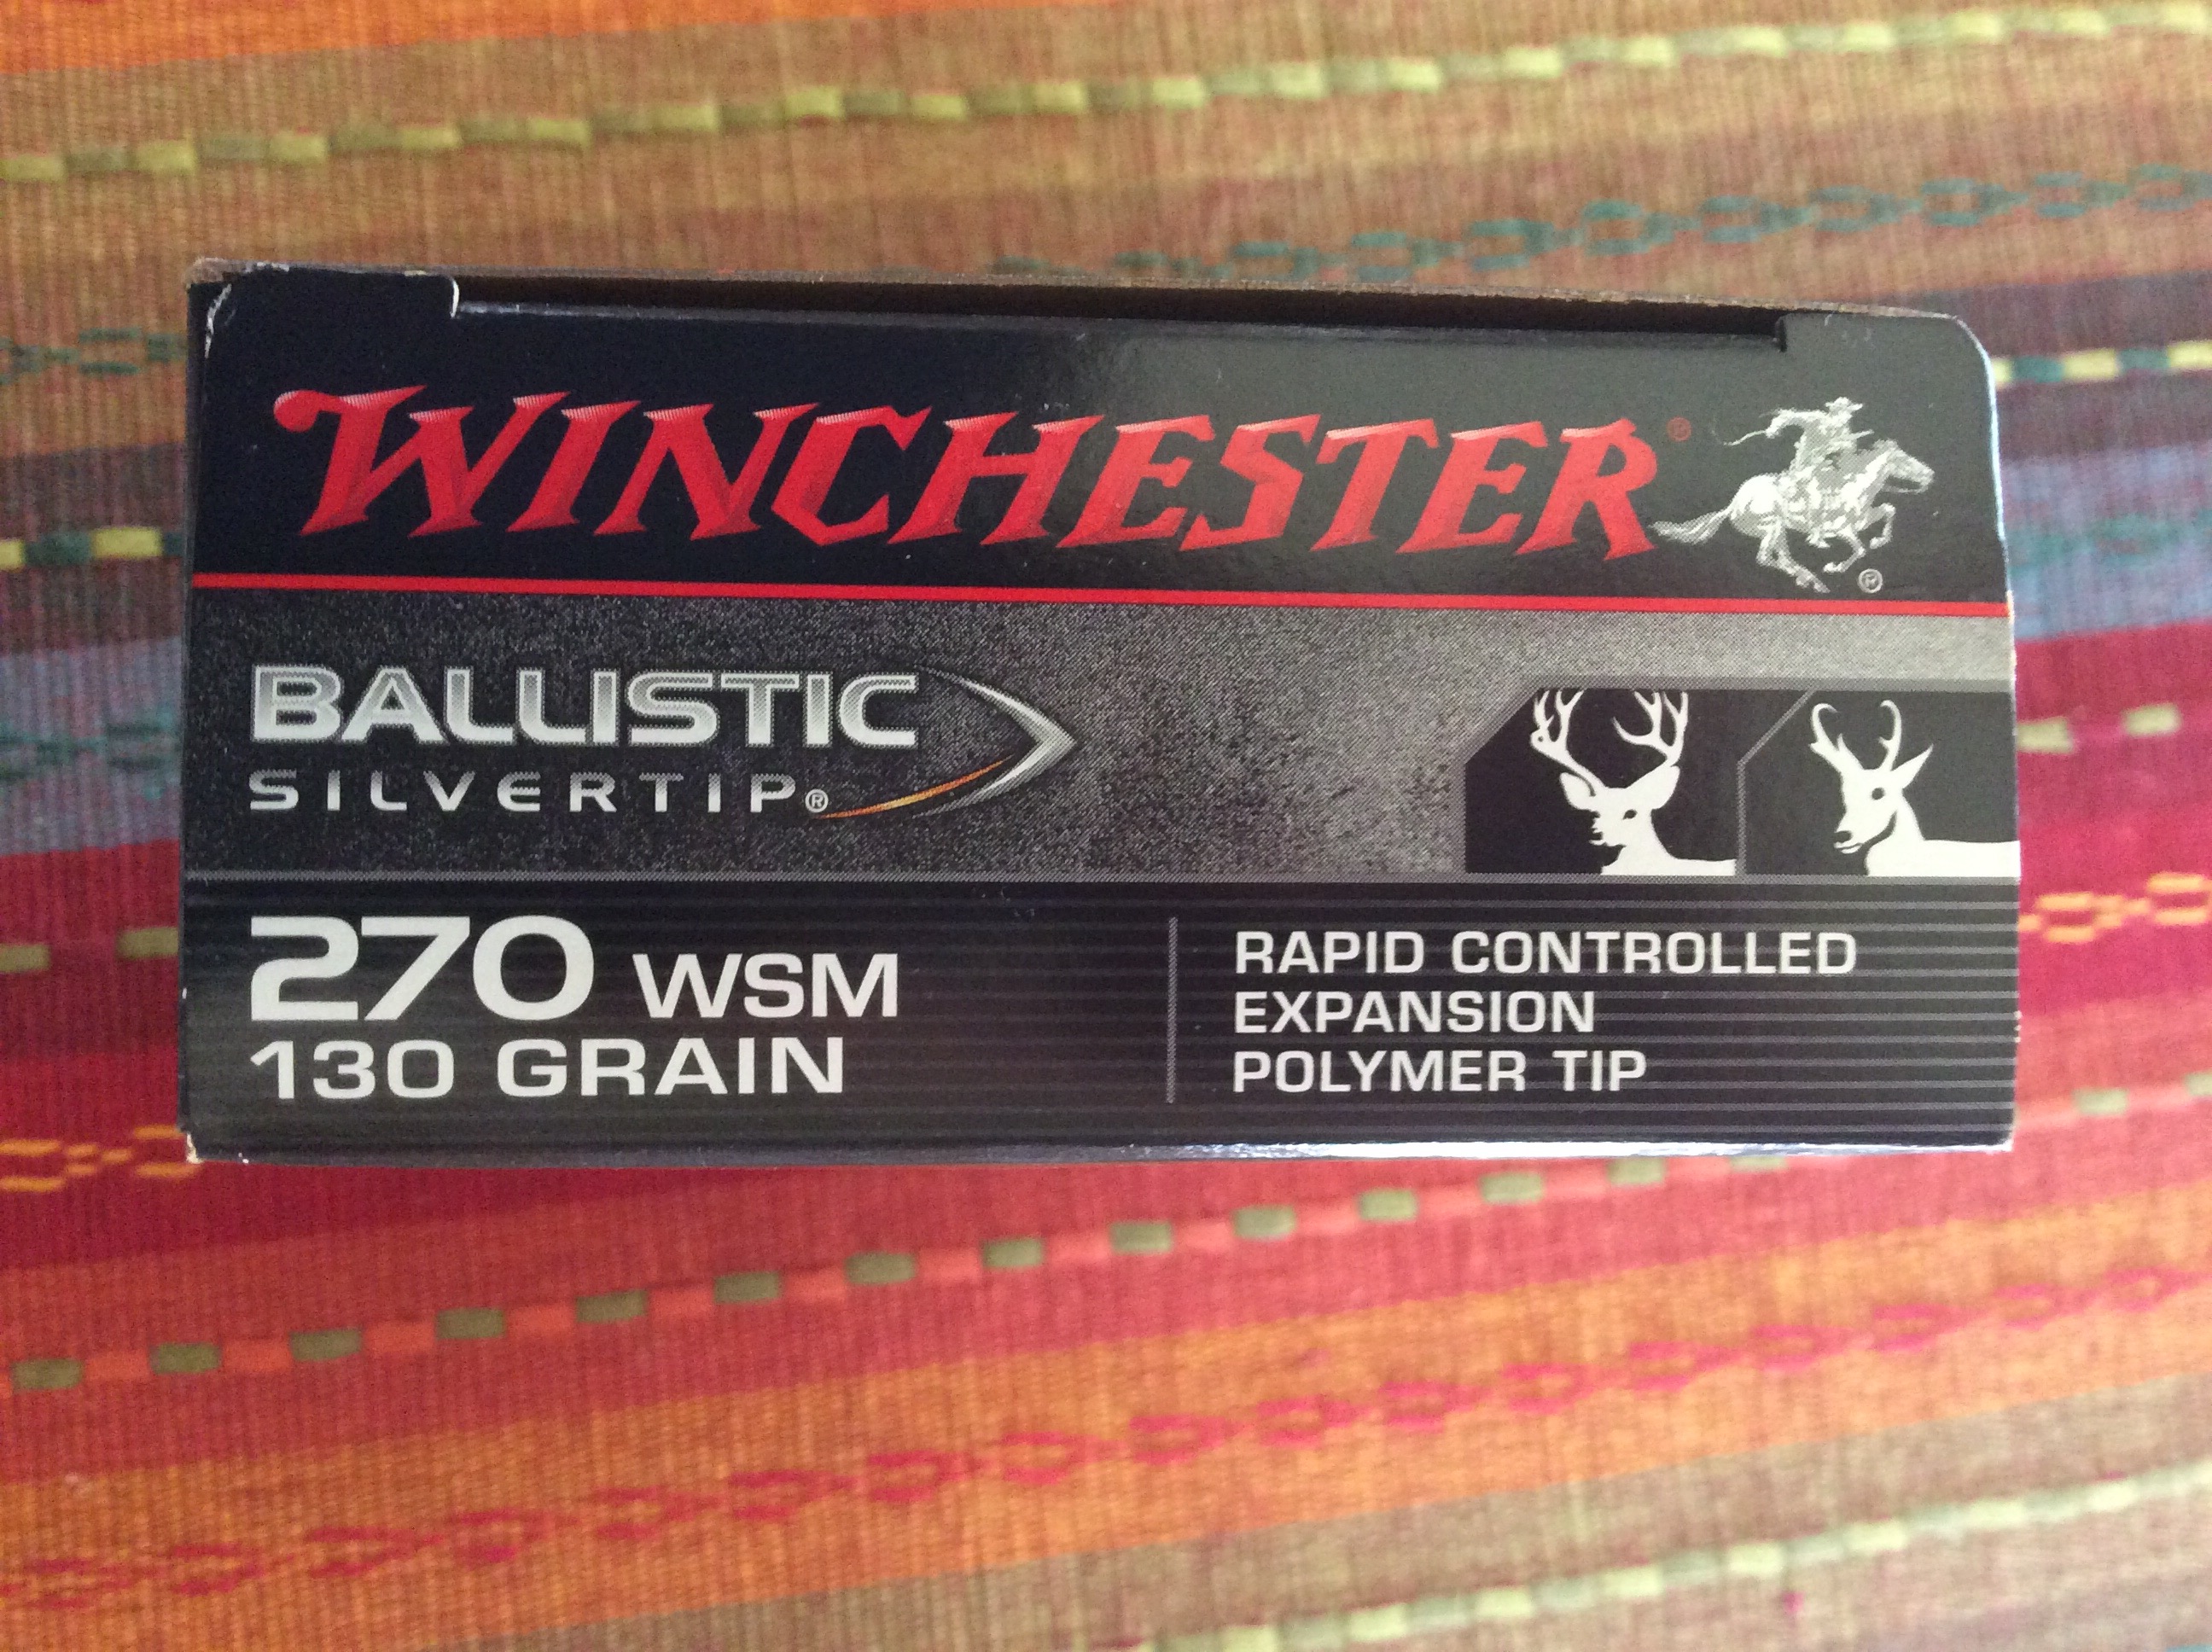 WINCHESTER®
®
BALLISTIC
SILVERTIP®
270 WSM
130 GRAIN
RAPID CONTROLLED
EXPANSION
POLYMER TIP